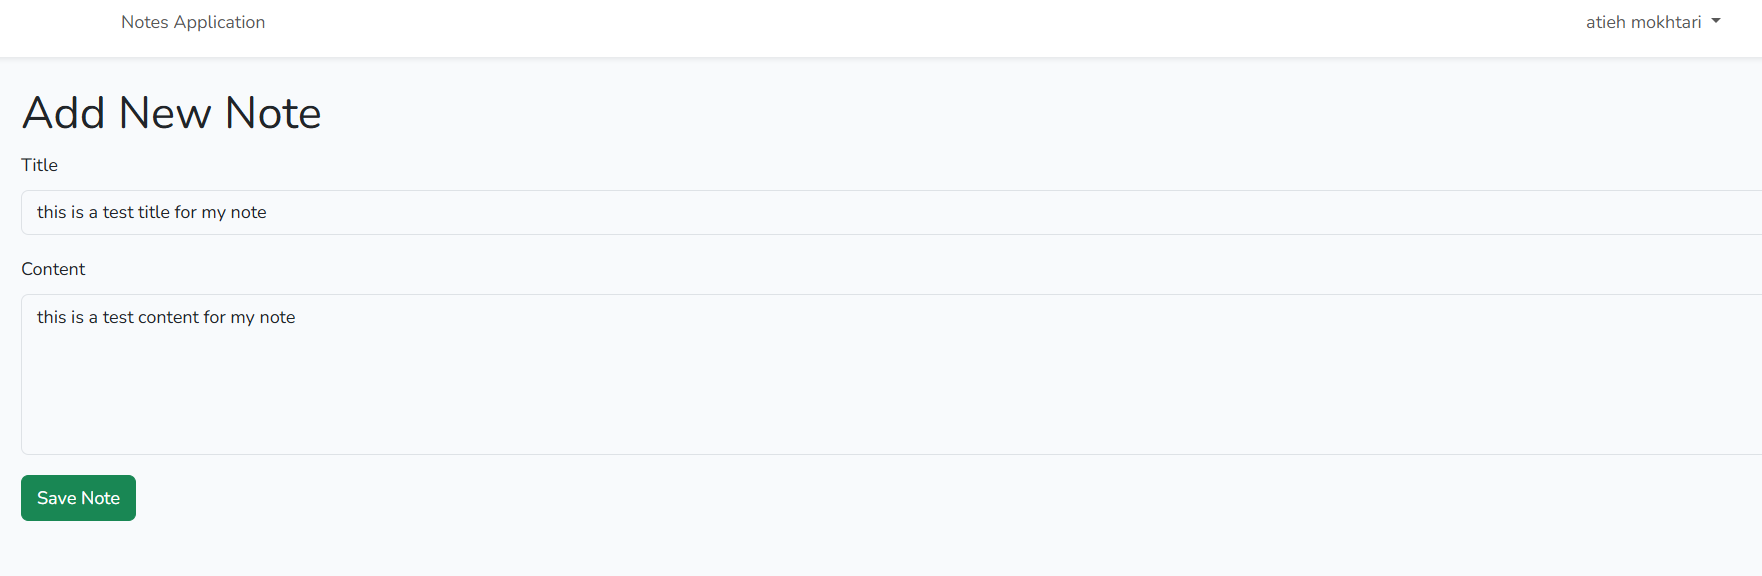 Notes Application
atieh mokhtari
Add New Note
Title
this is a test title for my note
Content
this is a test content for my note
Save Note